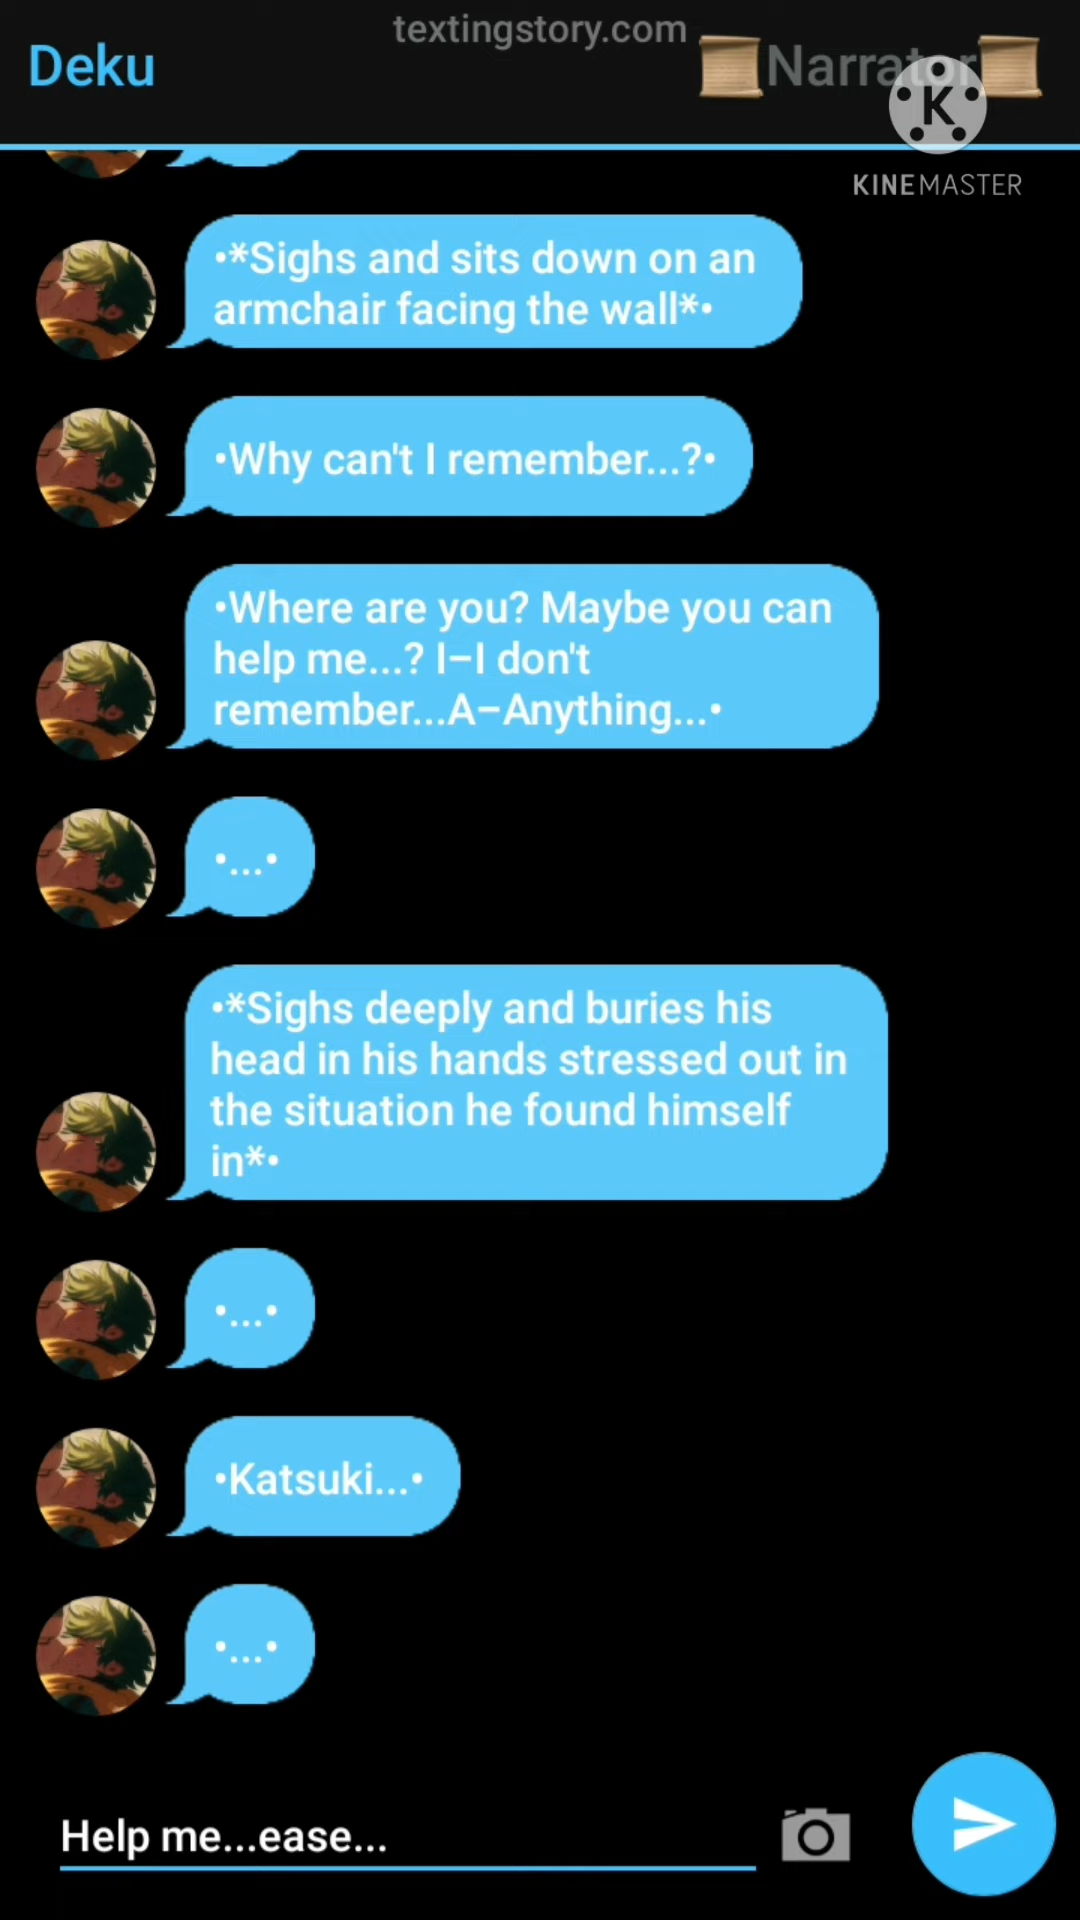 textingstory.com
Deku
Narrator
KINEMASTER
•*Sighs and sits down on an
armchair facing the wall*•
•Why can't I remember...?•
•Where are you? Maybe you can
help me...? I–I don't
remember...A–Anything...•
•...•
•*Sighs deeply and buries his
head in his hands stressed out in
the situation he found himself
in*•
•...•
•Katsuki...•
•...•
Help me...ease...